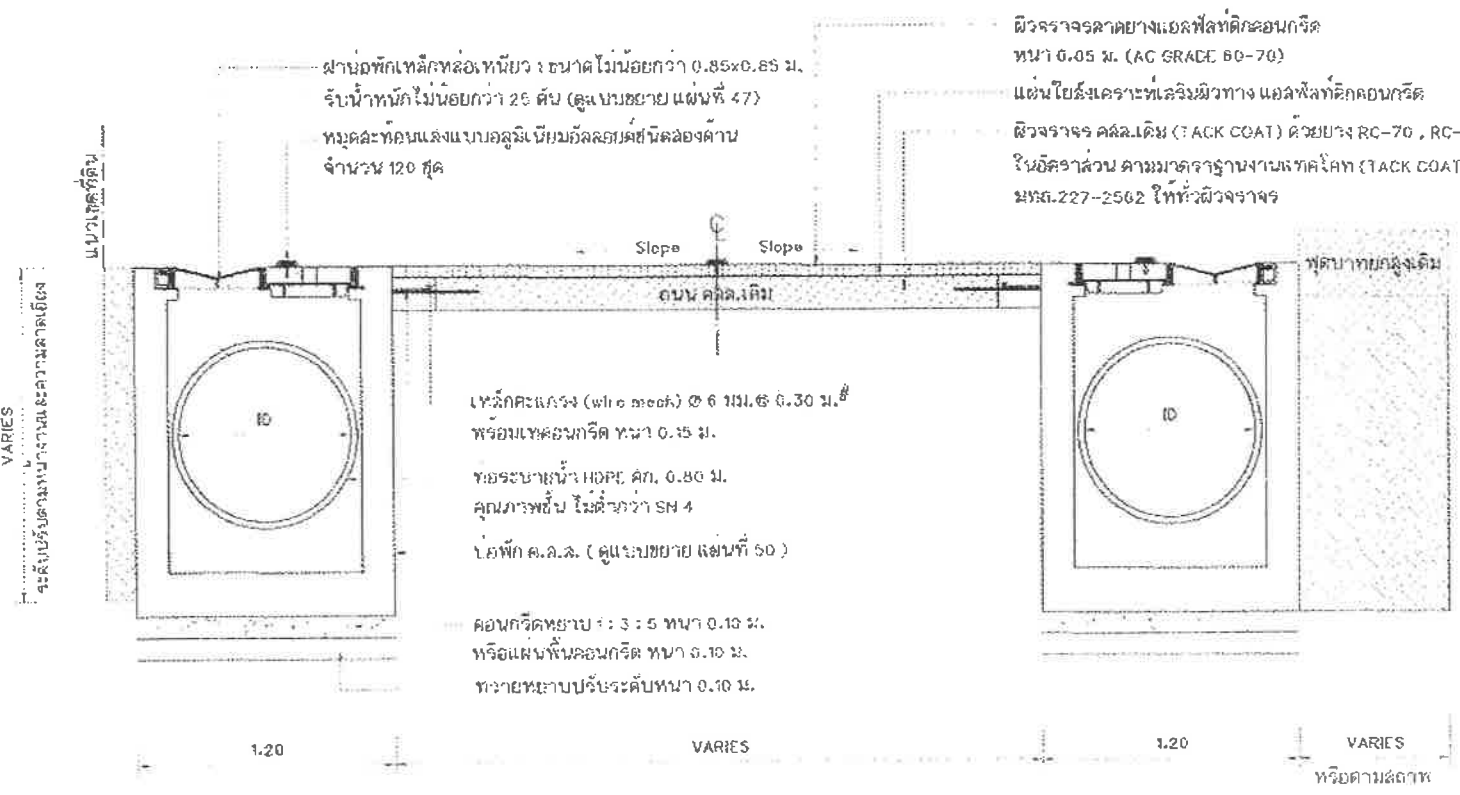 ผิวจราจรลาดยางแอสฟัลท์ติกคอนกรีต
หนา 0.05 ม. (AC GRADE 60-70)
แผ่นใยสังเคราะห์เสริมผิวทาง แอสฟัลท์ติกคอนกรีต
ผิวจราจร คสล.เดิม (TACK COAT) ด้วยยาง RC-70 , RC-
ในอัตราส่วน ตามมาตราฐานงานแทคโคท (TACK COAT
มทถ.227-2562 ให้ทั่วผิวจราจร
ฝาบ่อพักเหล็กหล่อเหนียว : ขนาดไม่น้อยกว่า 0.85x0.85 ม.
รับน้ำหนักไม่น้อยกว่า 25 ตัน (ดูแบบขยาย แผ่นที่ 47)
หมุดสะท้อนแสงแบบอลูมิเนียมอัลลอยด์ชนิดสองด้าน
จำนวน 120 ชุด
แนวเขตที่ดิน
Slope
Slope
ถนน คสล.เดิม
ฟุตบาทยกสูงเดิม
VARIES
ระดับปรับตามหน้างานและความลาดเอียง
ID
ID
เหล็กตะแกรง (wire mesh) Ø 6 มม.@ 0.30 ม.#
พร้อมเทคอนกรีต หนา 0.15 ม.
ท่อระบายน้ำ HDPE ศก. 0.80 ม.
คุณภาพชั้น ไม่ต่ำกว่า SN 4
บ่อพัก ค.ส.ล. ( ดูแบบขยาย แผ่นที่ 50 )
คอนกรีตหยาบ 1 : 3 : 5 หนา 0.10 ม.
หรือแผ่นพื้นคอนกรีต หนา 0.10 ม.
ทรายหยาบปรับระดับหนา 0.10 ม.
1.20
VARIES
1.20
VARIES
หรือตามสภาพ